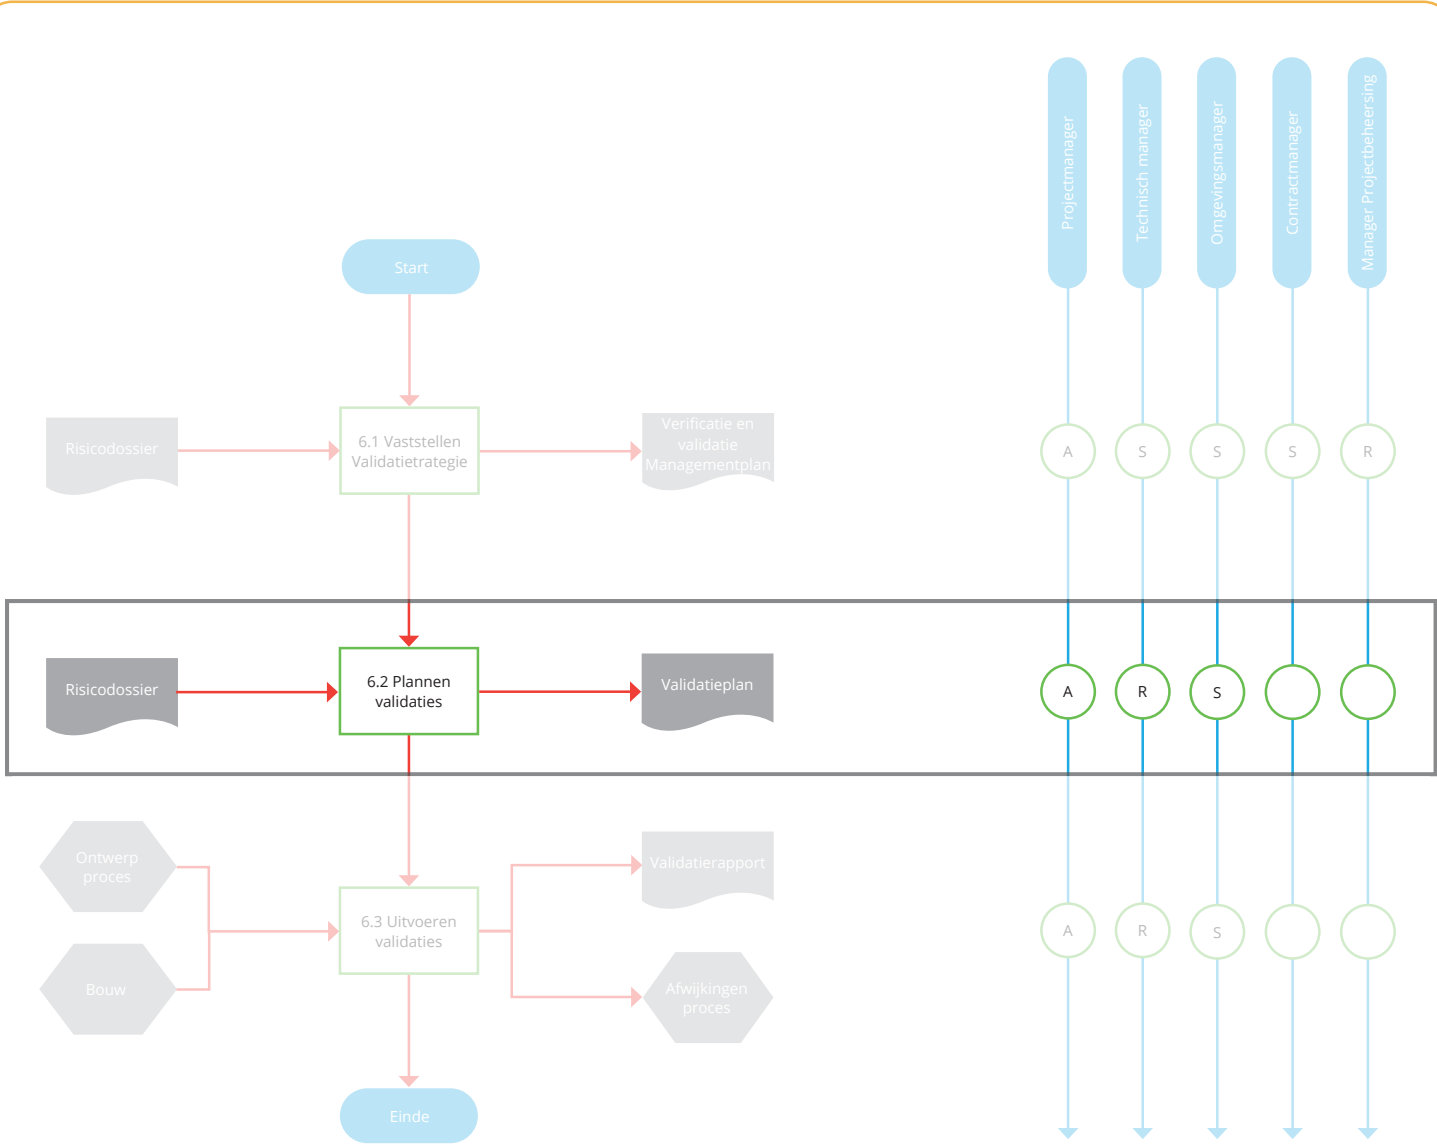 Projectmanager
Technisch manager
Omgevingsmanager
Contractmanager
Manager Projectbeheersing
Start
Risicodossier
6.1 Vaststellen
Validatietrategie
Verificatie en
validatie
Managementplan
A
S
S
S
R
Risicodossier
6.2 Plannen
validaties
Validatieplan
A
R
S
Ontwerp
proces
Bouw
6.3 Uitvoeren
validaties
Validatierapport
Afwijkingen
proces
A
R
S
Einde